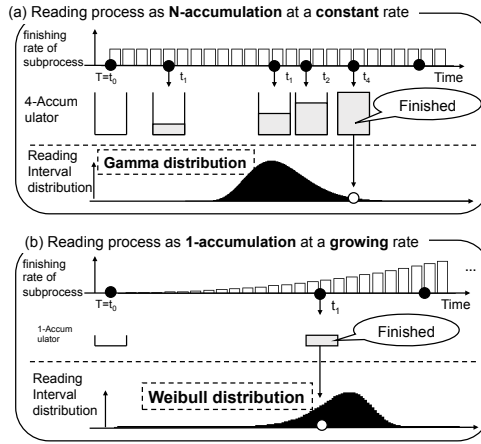 (a) Reading process as N-accumulation at a constant rate
finishing
rate of
subprocess
T=t0
t1
t1
t2
t4
Time
4-Accum
ulator
Finished
Reading
Interval
distribution
Gamma distribution
(b) Reading process as 1-accumulation at a growing rate
finishing
rate of
subprocess
...
T=t0
t1
Time
1-Accum
ulator
Finished
Reading
Interval
distribution
Weibull distribution